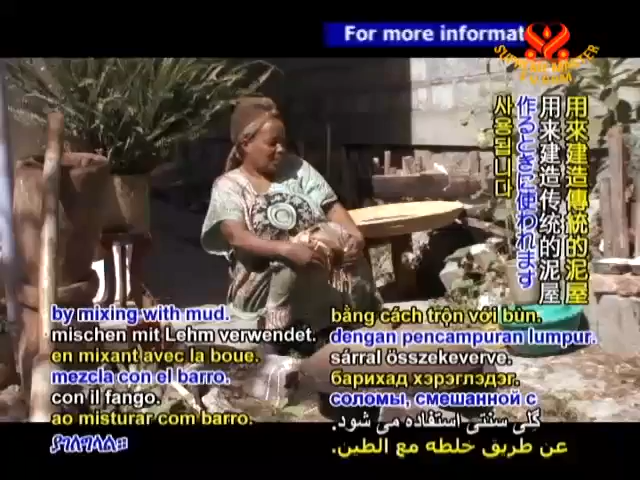 For more informat
SUPREME MASTER
用來建造傳統的泥屋
用来建造传统的泥屋
作るときに使われます
사용됩니다
by mixing with mud.
mischen mit Lehm verwendet.
en mixant avec la boue.
mezcla con el barro.
con il fango.
ao misturar com barro.
ያገለግላል።
bằng cách trộn với bùn.
dengan pencampuran lumpur.
sárral összekeverve.
барихад хэрэглэдэг.
соломы, смешанной с
گلی سنتی استفاده می شود.
عن طريق خلطه مع الطين.